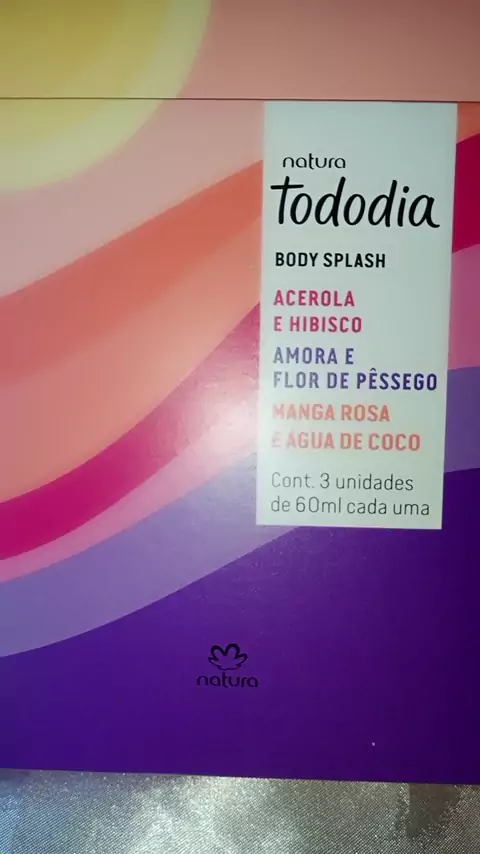 natura
tododia
BODY SPLASH
ACEROLA
E HIBISCO
AMORA E
FLOR DE PÊSSEGO
MANGA ROSA
E ÁGUA DE COCO
Cont. 3 unidades
de 60ml cada uma
natura